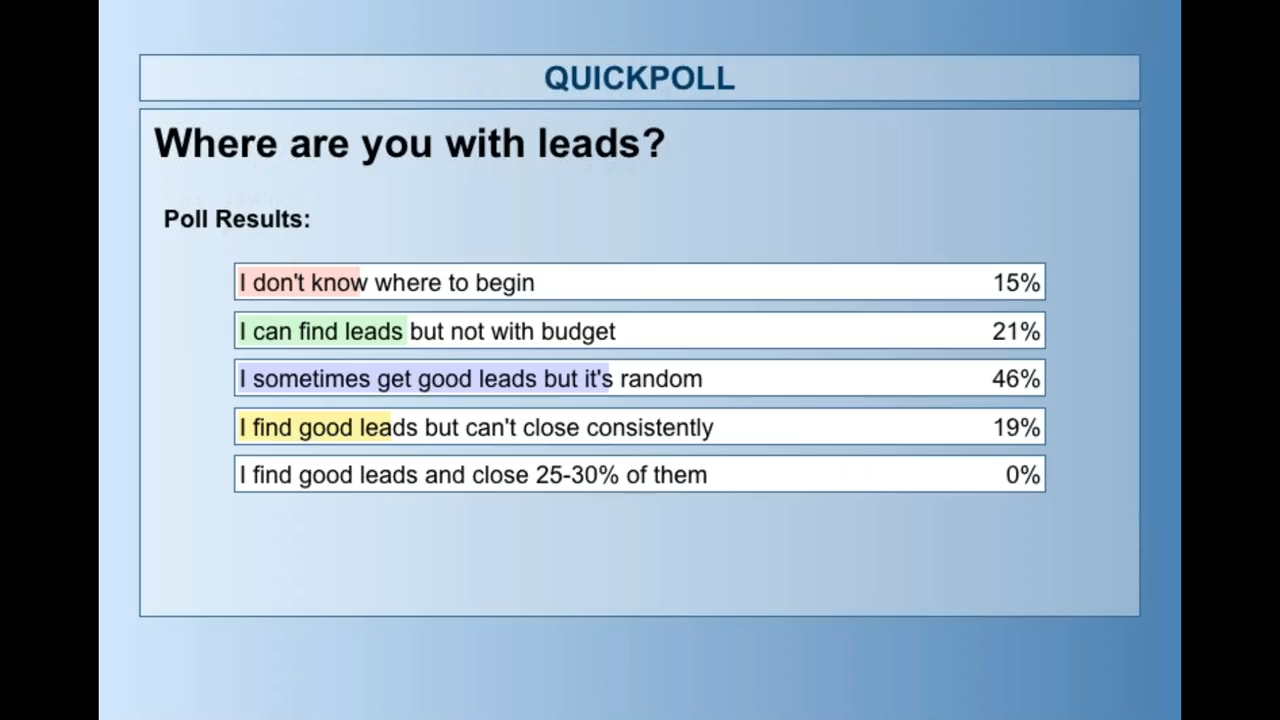 QUICKPOLL
Where are you with leads?
Poll Results:
I don't know where to begin 15%
I can find leads but not with budget 21%
I sometimes get good leads but it's random 46%
I find good leads but can't close consistently 19%
I find good leads and close 25-30% of them 0%